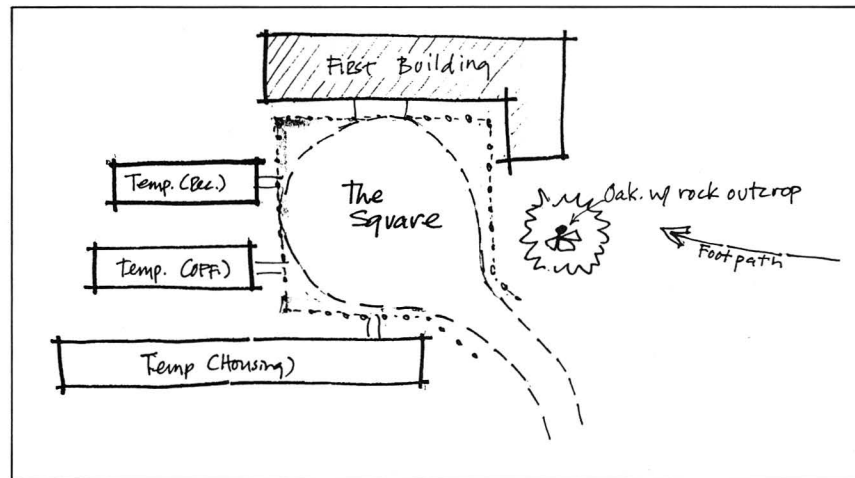 First Building
Temp. (Rec.)
The
Square
Oak. w/ rock outcrop
Footpath
Temp. (OFF.)
Temp (Housing)